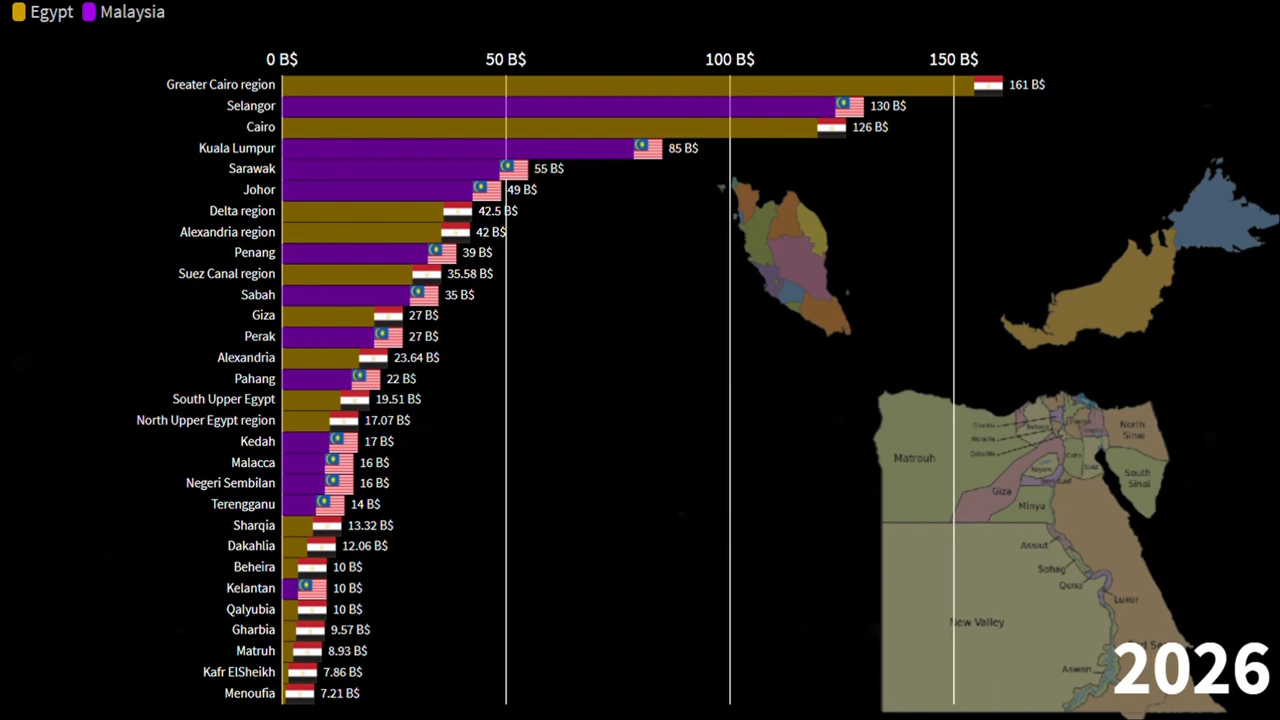 Egypt Malaysia
0 B$ 50 B$ 100 B$ 150 B$
Greater Cairo region 161 B$
Selangor 130 B$
Cairo 126 B$
Kuala Lumpur 85 B$
Sarawak 55 B$
Johor 49 B$
Delta region 42.5 B$
Alexandria region 42 B$
Penang 39 B$
Suez Canal region 35.58 B$
Sabah 35 B$
Giza 27 B$
Perak 27 B$
Alexandria 23.64 B$
Pahang 22 B$
South Upper Egypt 19.51 B$
North Upper Egypt region 17.07 B$
Kedah 17 B$
Malacca 16 B$
Negeri Sembilan 16 B$
Terengganu 14 B$
Sharqia 13.32 B$
Dakahlia 12.06 B$
Beheira 10 B$
Kelantan 10 B$
Qalyubia 10 B$
Gharbia 9.57 B$
Matruh 8.93 B$
Kafr ElSheikh 7.86 B$
Menoufia 7.21 B$
Matrouh
North
Sinai
South
Sinai
Cairo
Suez
Giza
Minya
Assiut
Sohag
Qena
Luxor
New Valley
Aswan
2026